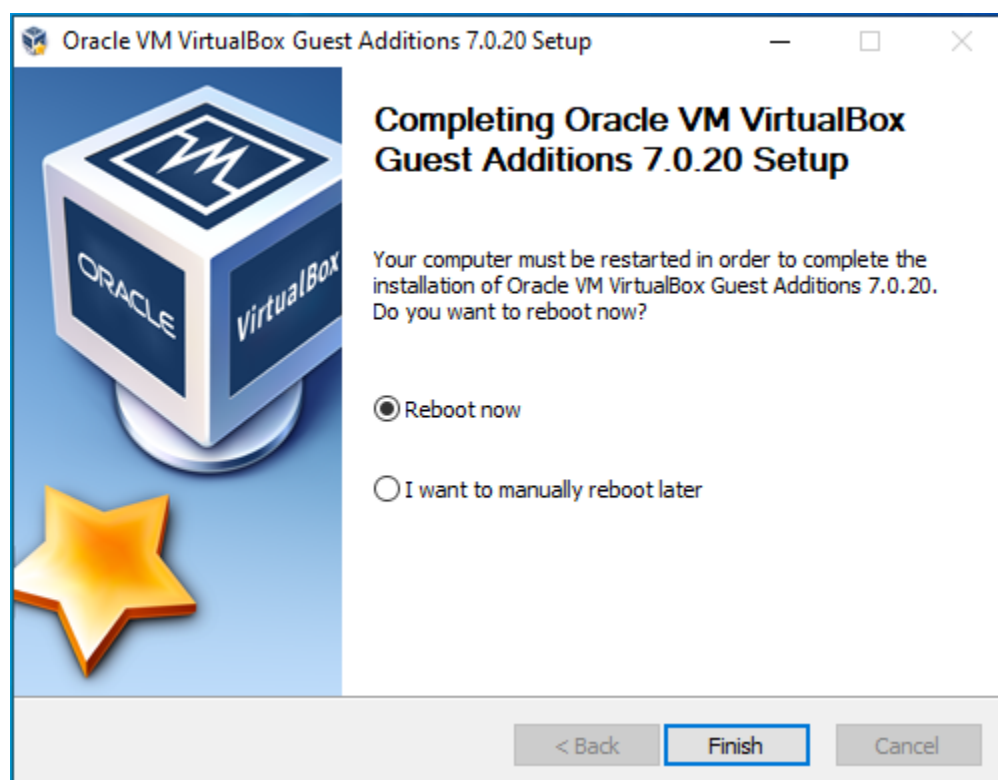 Oracle VM VirtualBox Guest Additions 7.0.20 Setup
Completing Oracle VM VirtualBox
Guest Additions 7.0.20 Setup
Your computer must be restarted in order to complete the
installation of Oracle VM VirtualBox Guest Additions 7.0.20.
Do you want to reboot now?
Reboot now
I want to manually reboot later
ORACLE
VirtualBox
< Back
Finish
Cancel